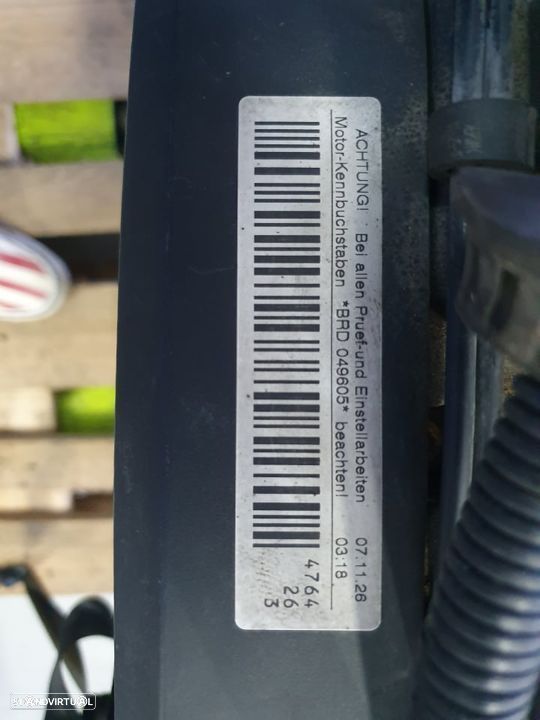 ACHTUNG! Bei allen Pruef-und Einstellarbeiten 07.11.26
Motor-Kennbuchstaben *BRD 049605* beachten! 03:18
4764
26
3
STANDVIRTUAL